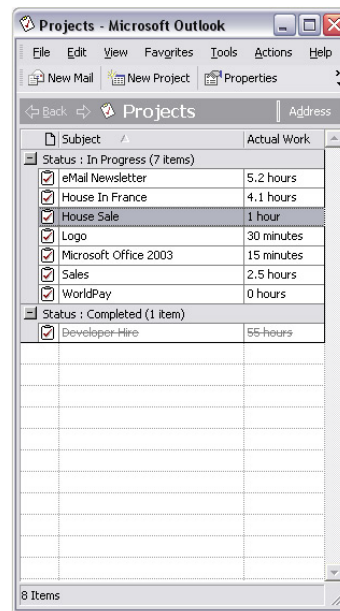 Projects - Microsoft Outlook
File Edit View Favorites Tools Actions Help
New Mail New Project Properties
Back Projects Address
Subject Actual Work
Status : In Progress (7 items)
eMail Newsletter 5.2 hours
House In France 4.1 hours
House Sale 1 hour
Logo 30 minutes
Microsoft Office 2003 15 minutes
Sales 2.5 hours
WorldPay 0 hours
Status : Completed (1 item)
Developer Hire 55 hours
8 Items